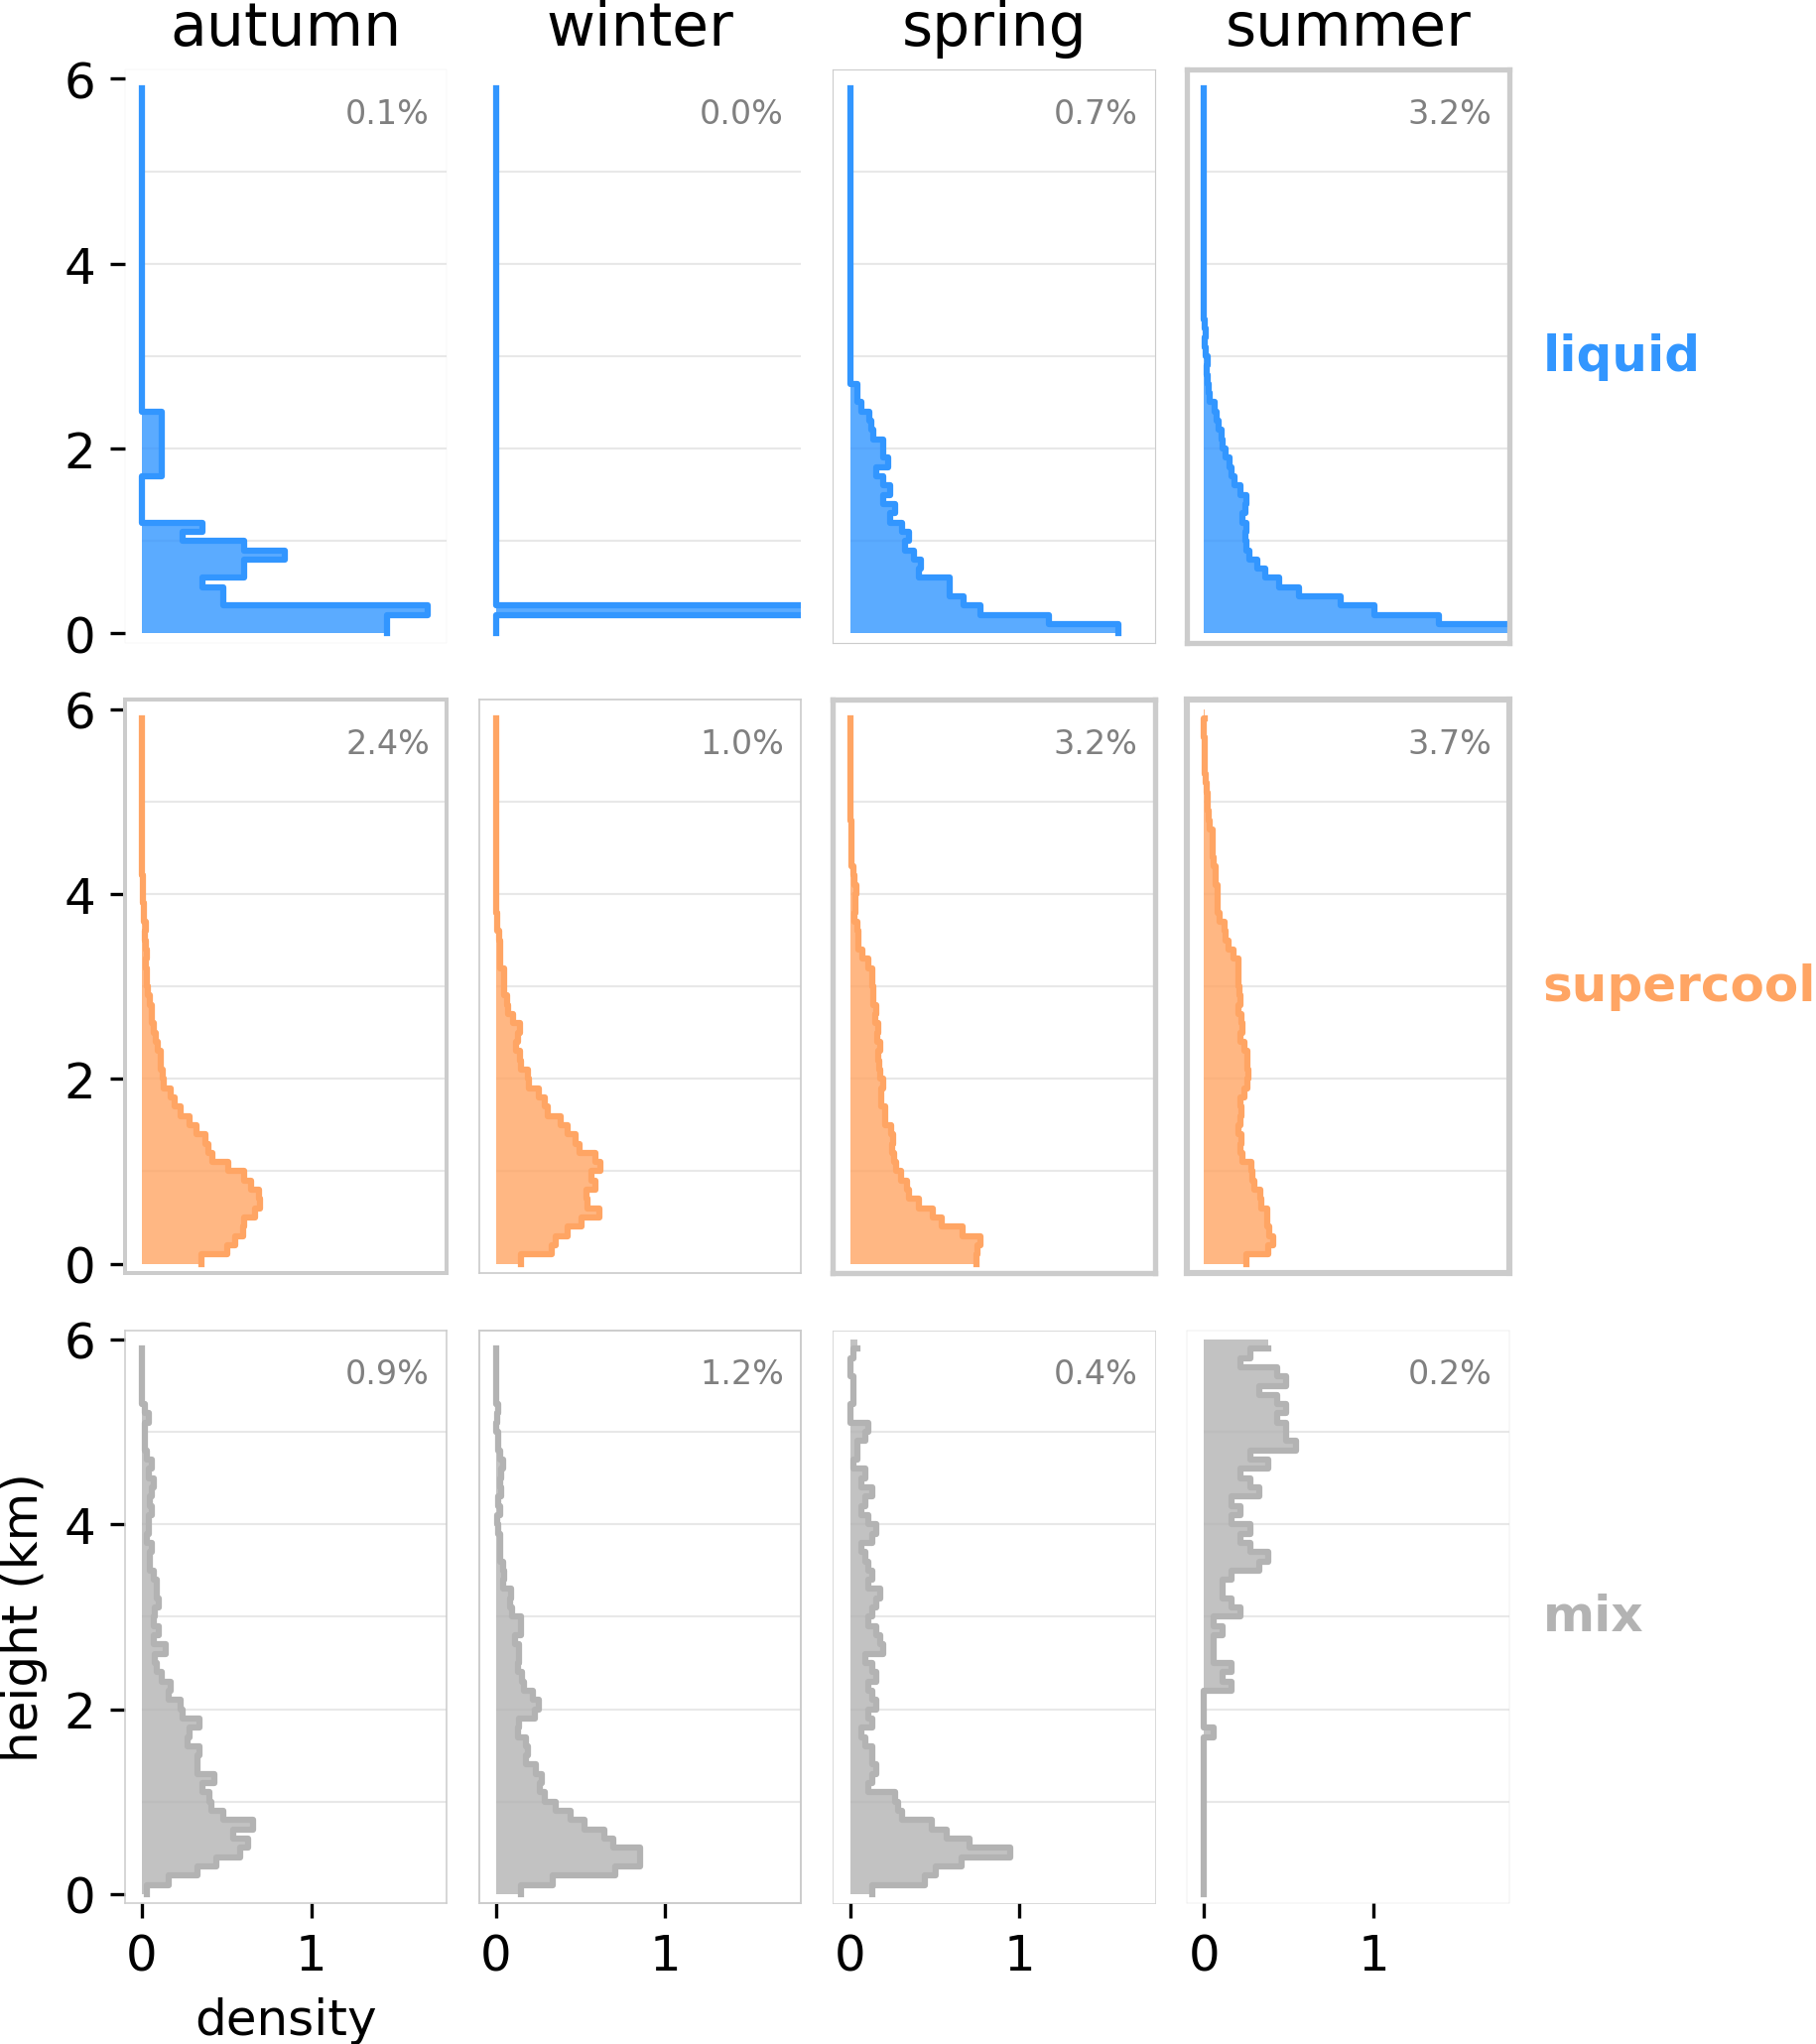 autumn winter spring summer
6 0.1% 0.0% 0.7% 3.2%
4
liquid
2
0
6 2.4% 1.0% 3.2% 3.7%
4
supercool
2
0
6 0.9% 1.2% 0.4% 0.2%
4
mix
2
0
height (km)
0 1 0 1 0 1 0 1
density